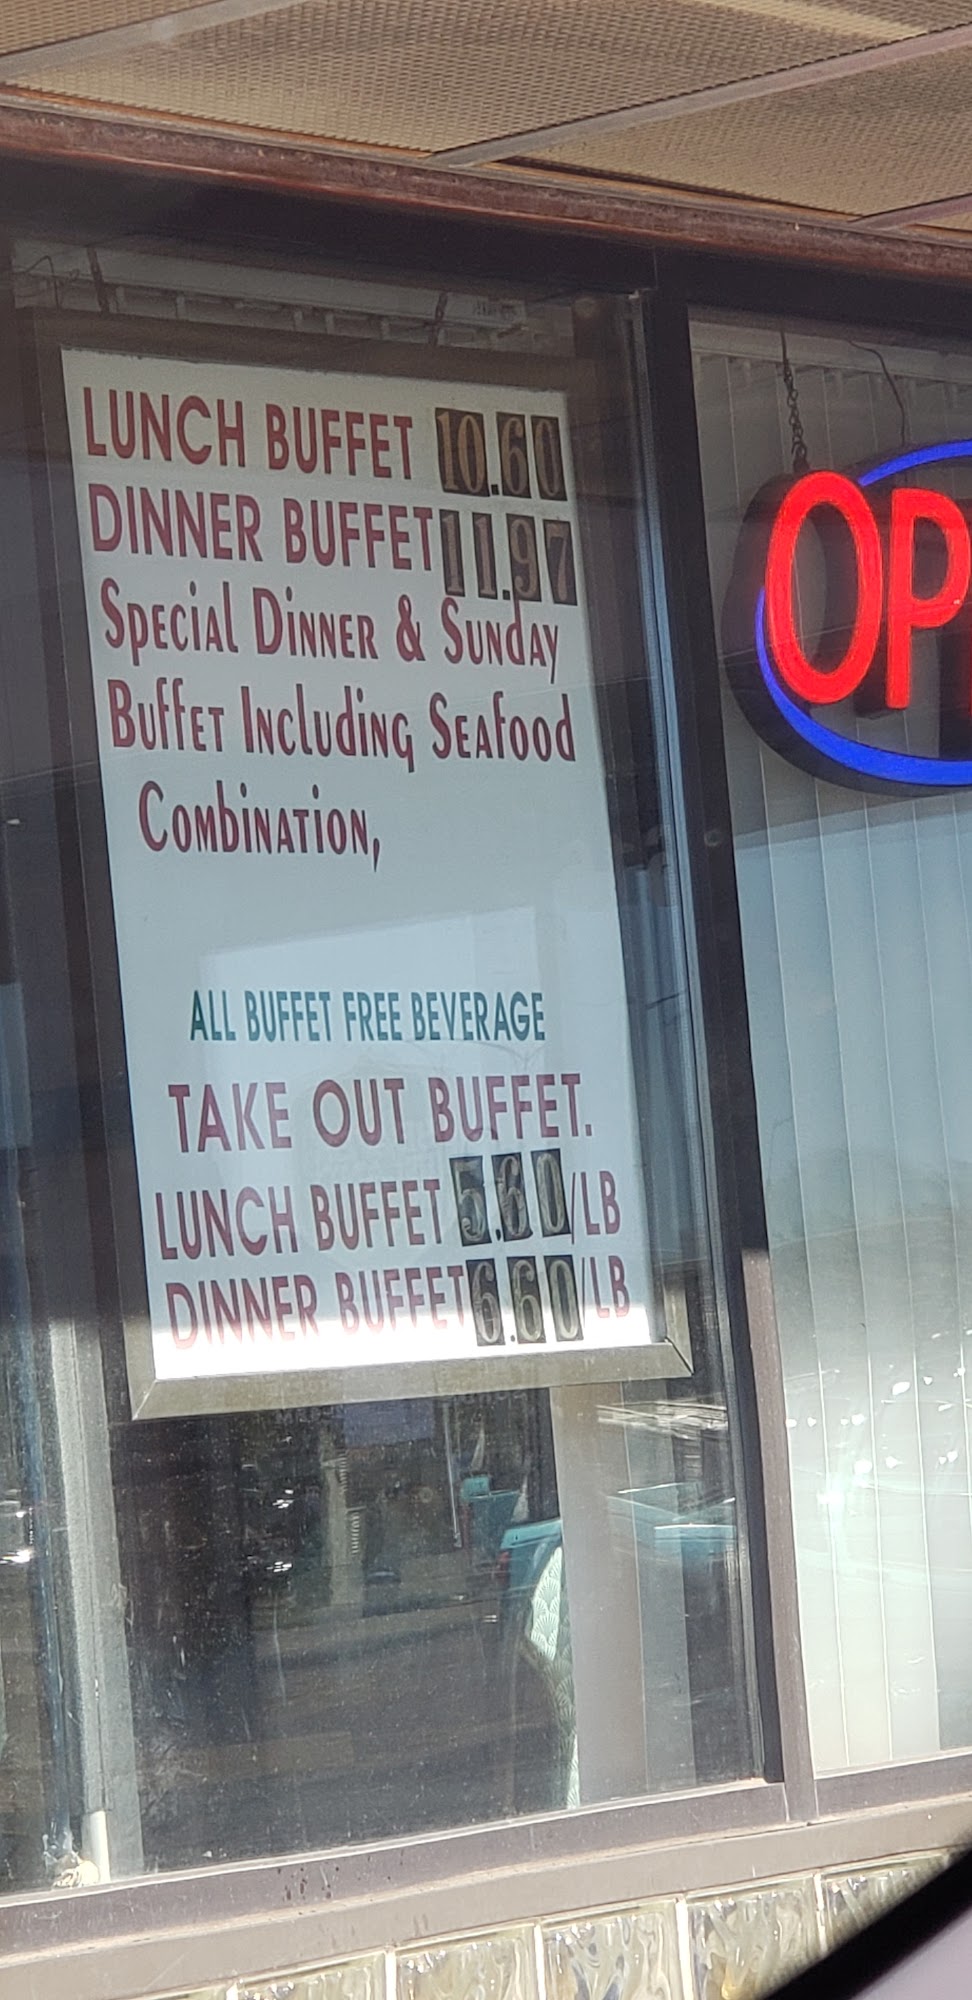 LUNCH BUFFET 10.60
DINNER BUFFET 11.97
Special Dinner & Sunday
Buffet Including Seafood
Combination,
ALL BUFFET FREE BEVERAGE
TAKE OUT BUFFET.
LUNCH BUFFET 5.60/LB
DINNER BUFFET 6.60/LB
OP